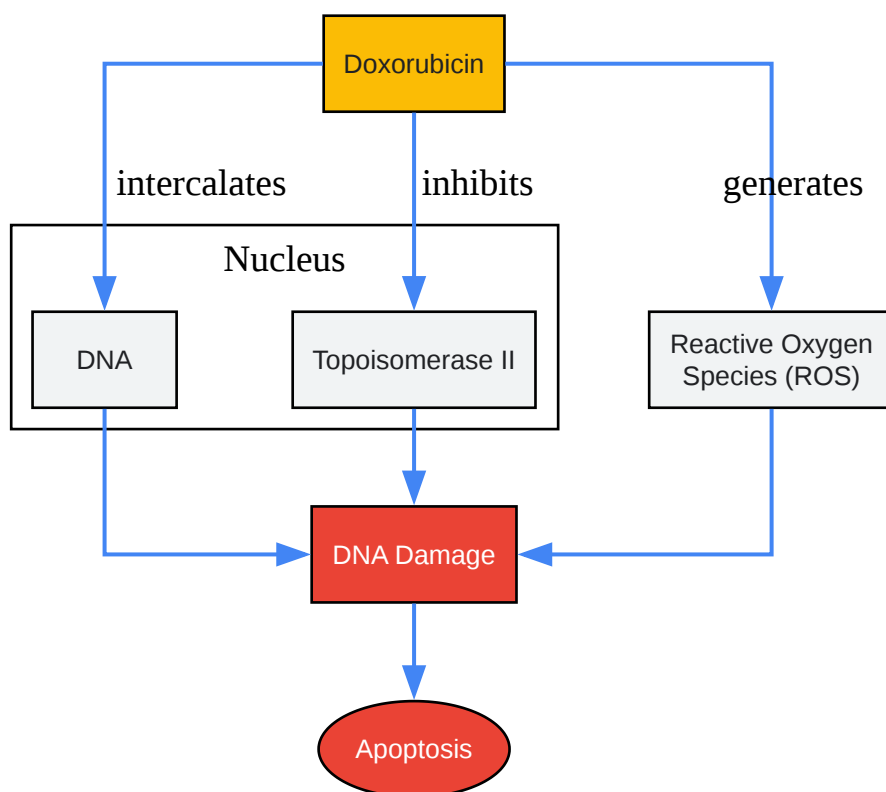 Doxorubicin
intercalates
inhibits
generates
Nucleus
DNA
Topoisomerase II
Reactive Oxygen
Species (ROS)
DNA Damage
Apoptosis